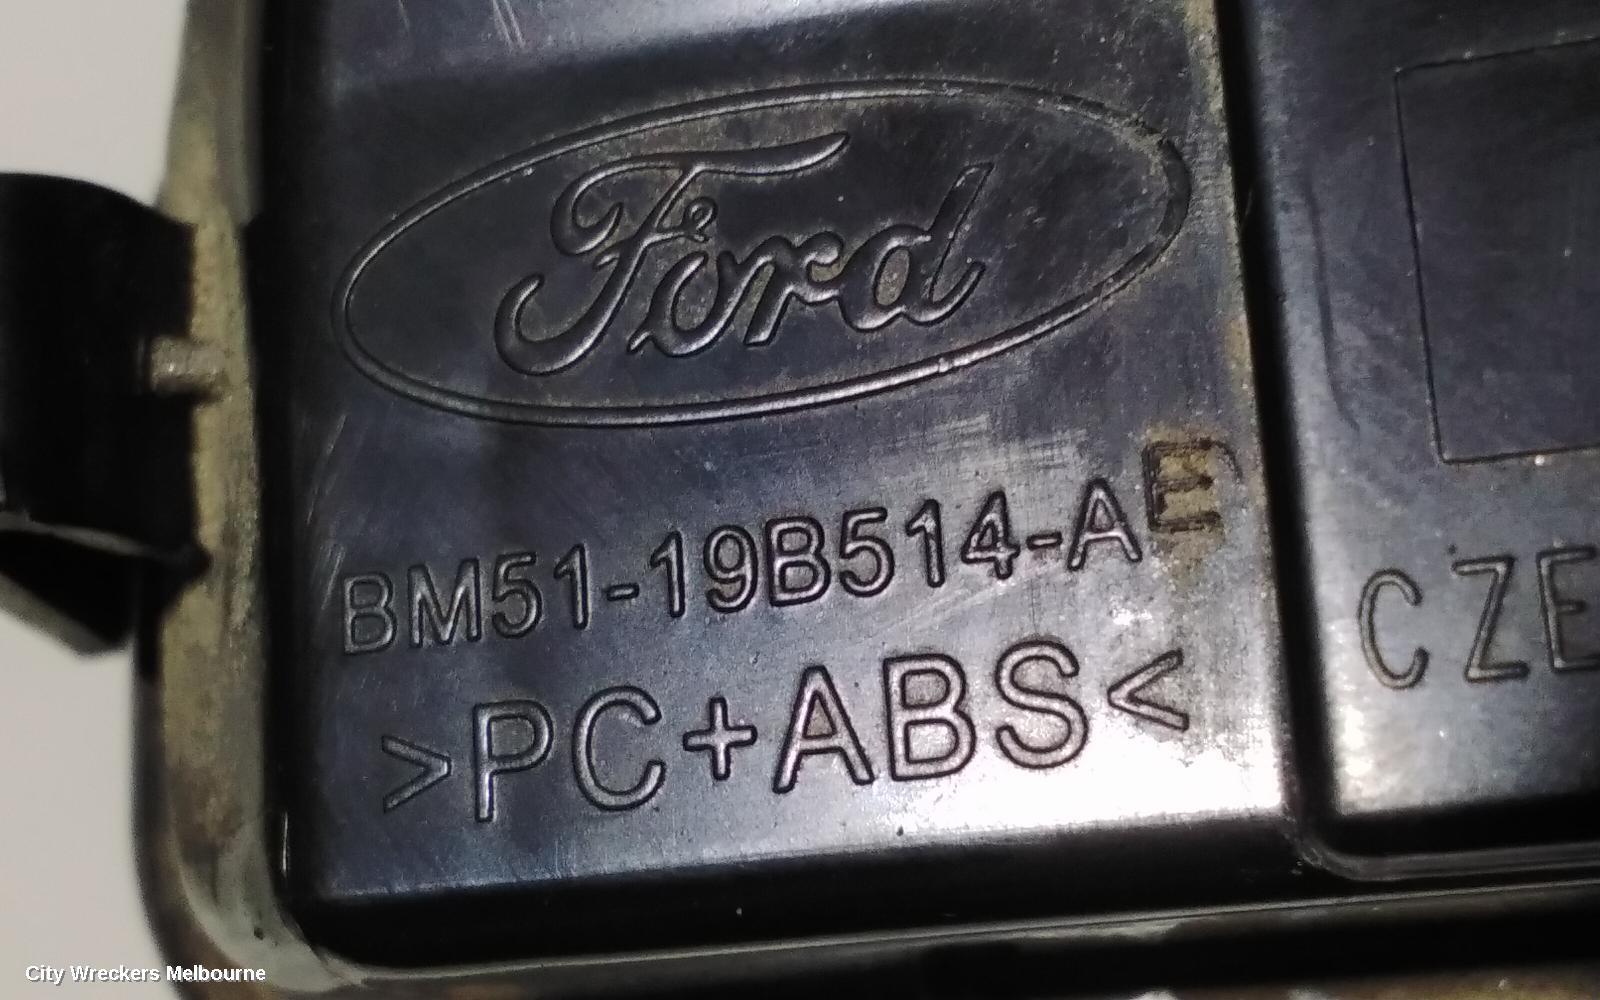 Ford
BM51-19B514-AE
>PC+ABS<
CZE
City Wreckers Melbourne